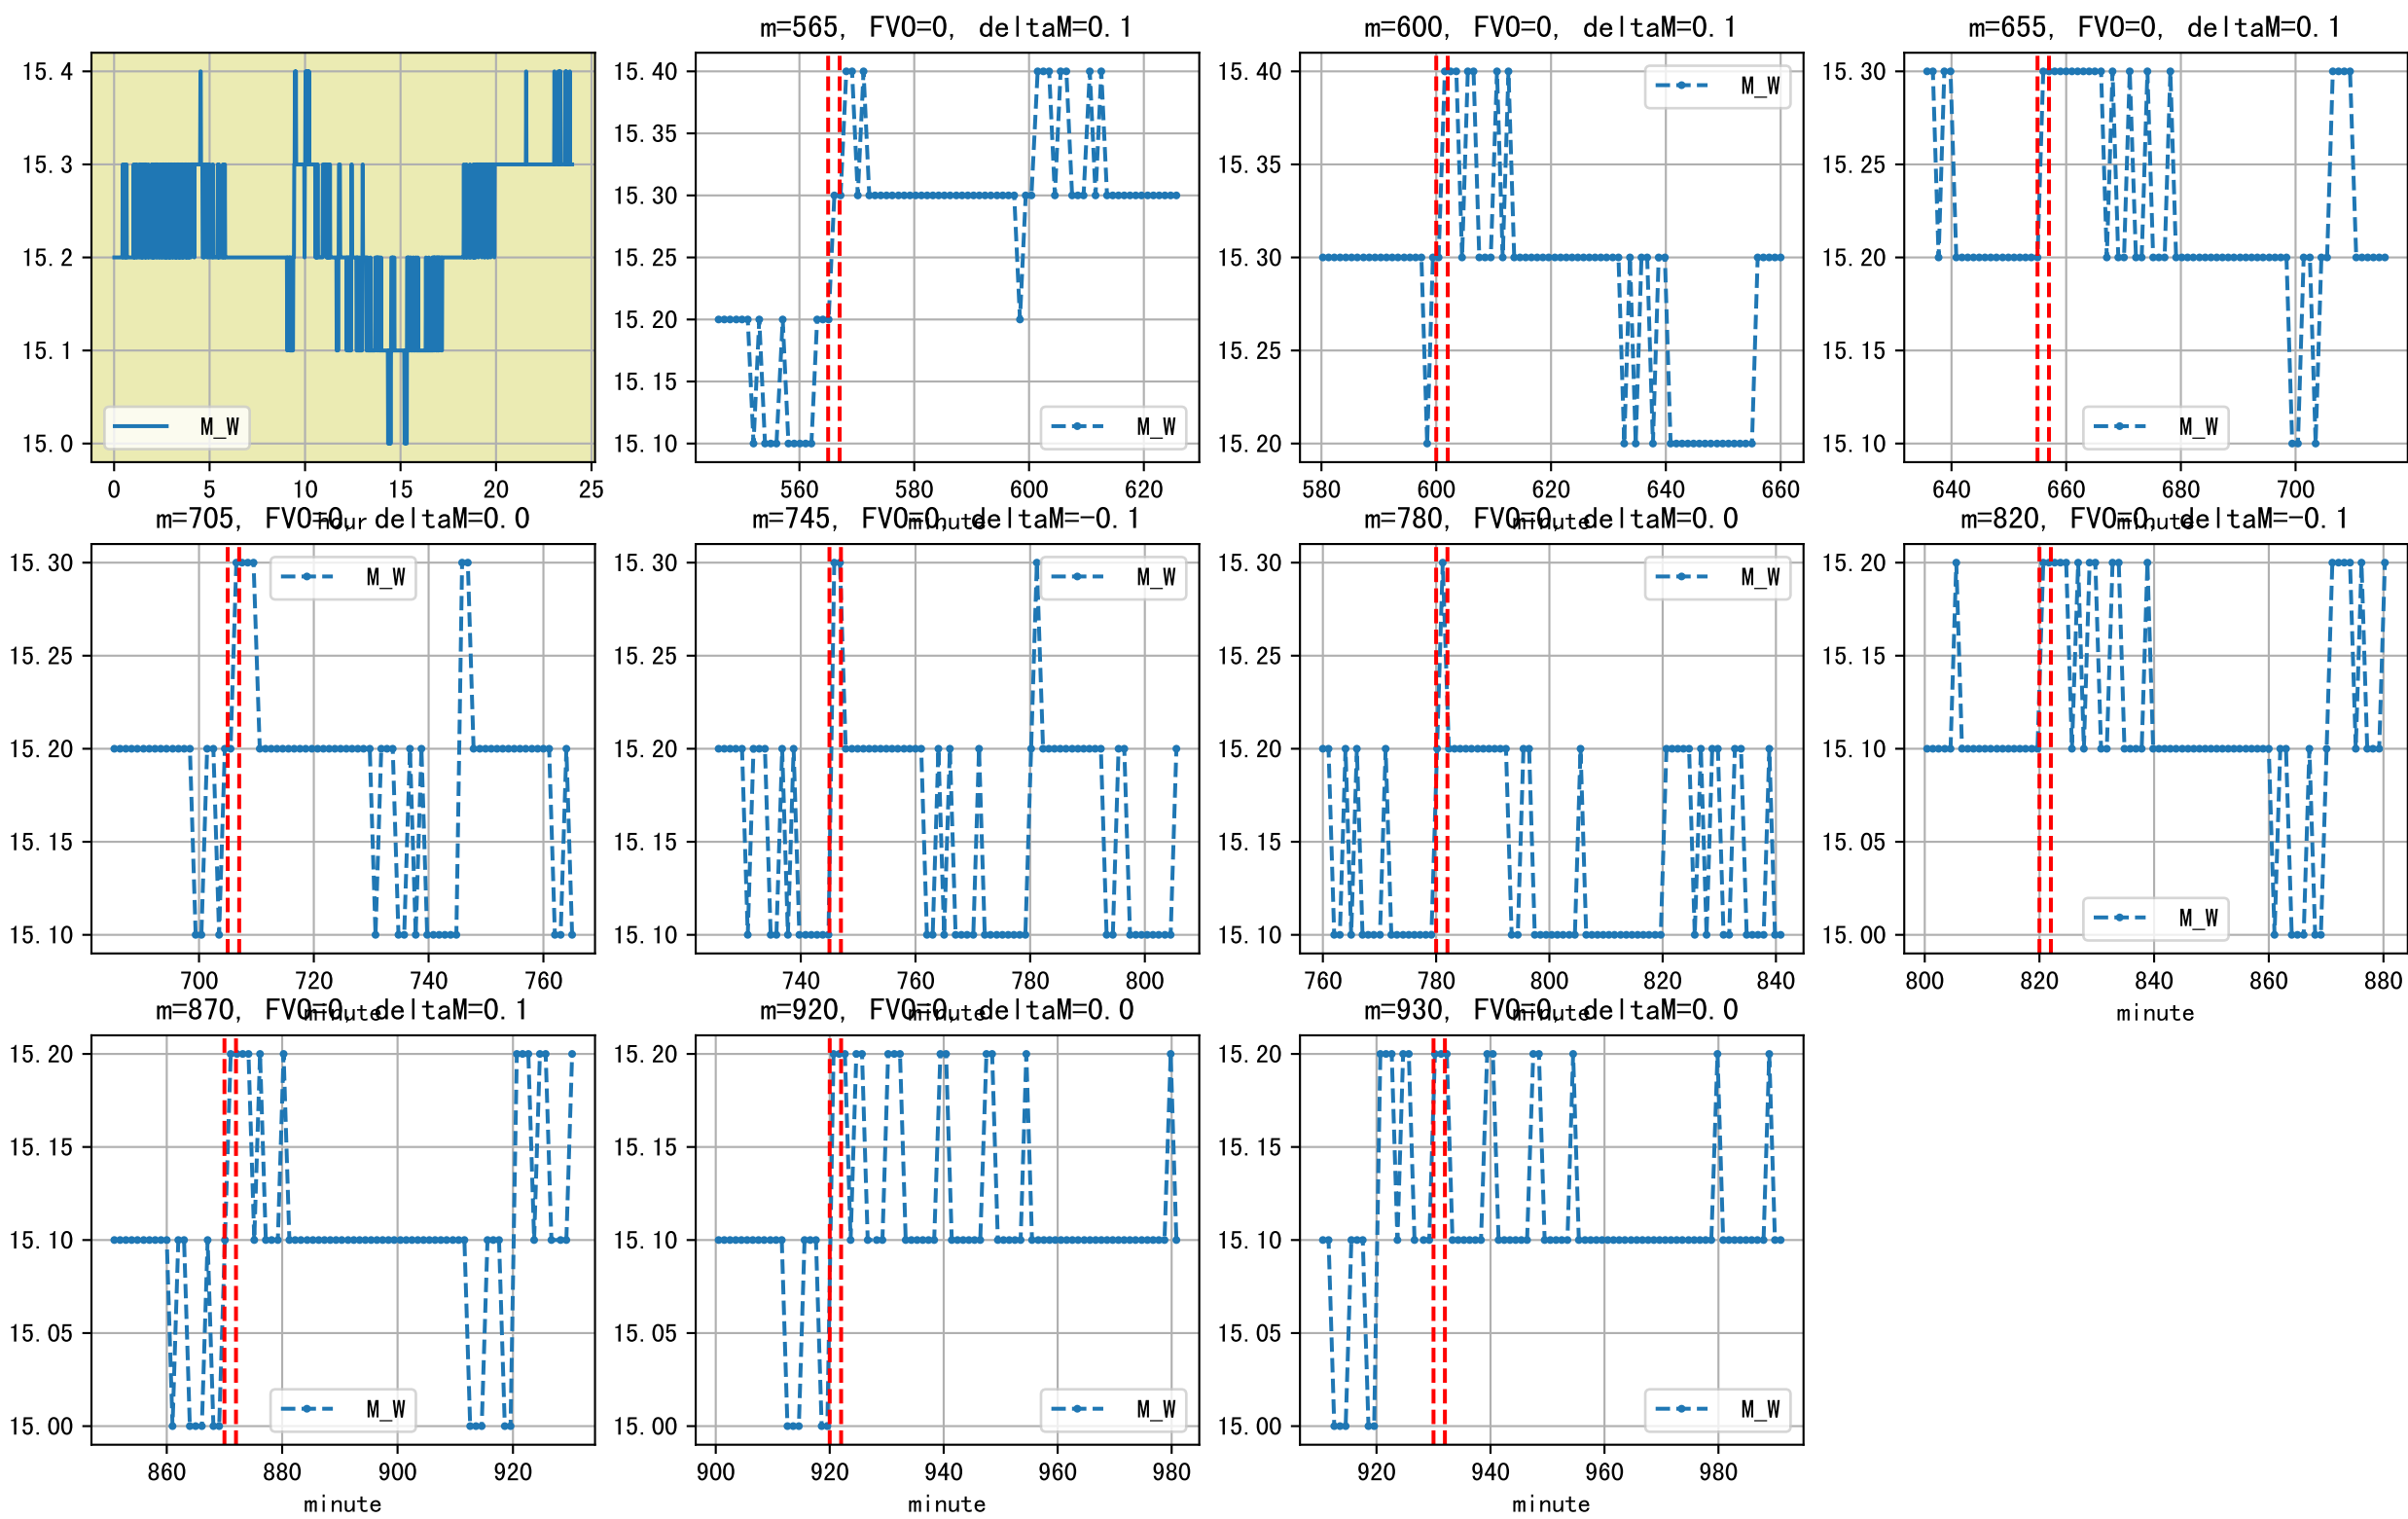 m=565, FVO=0, deltaM=0.1
m=600, FVO=0, deltaM=0.1
m=655, FVO=0, deltaM=0.1
15.4
15.3
15.2
15.1
15.0
M_W
0 5 10 15 20 25
hour
15.40
15.35
15.30
15.25
15.20
15.15
15.10
M_W
560 580 600 620
minute
15.40
15.35
15.30
15.25
15.20
M_W
580 600 620 640 660
minute
15.30
15.25
15.20
15.15
15.10
M_W
640 660 680 700
minute
m=705, FVO=0, deltaM=0.0
15.30
15.25
15.20
15.15
15.10
M_W
700 720 740 760
minute
m=745, FVO=0, deltaM=-0.1
15.30
15.25
15.20
15.15
15.10
M_W
740 760 780 800
minute
m=780, FVO=0, deltaM=0.0
15.30
15.25
15.20
15.15
15.10
M_W
760 780 800 820 840
minute
m=820, FVO=0, deltaM=-0.1
15.20
15.15
15.10
15.05
15.00
M_W
800 820 840 860 880
minute
m=870, FVO=0, deltaM=0.1
15.20
15.15
15.10
15.05
15.00
M_W
860 880 900 920
minute
m=920, FVO=0, deltaM=0.0
15.20
15.15
15.10
15.05
15.00
M_W
900 920 940 960 980
minute
m=930, FVO=0, deltaM=0.0
15.20
15.15
15.10
15.05
15.00
M_W
920 940 960 980
minute